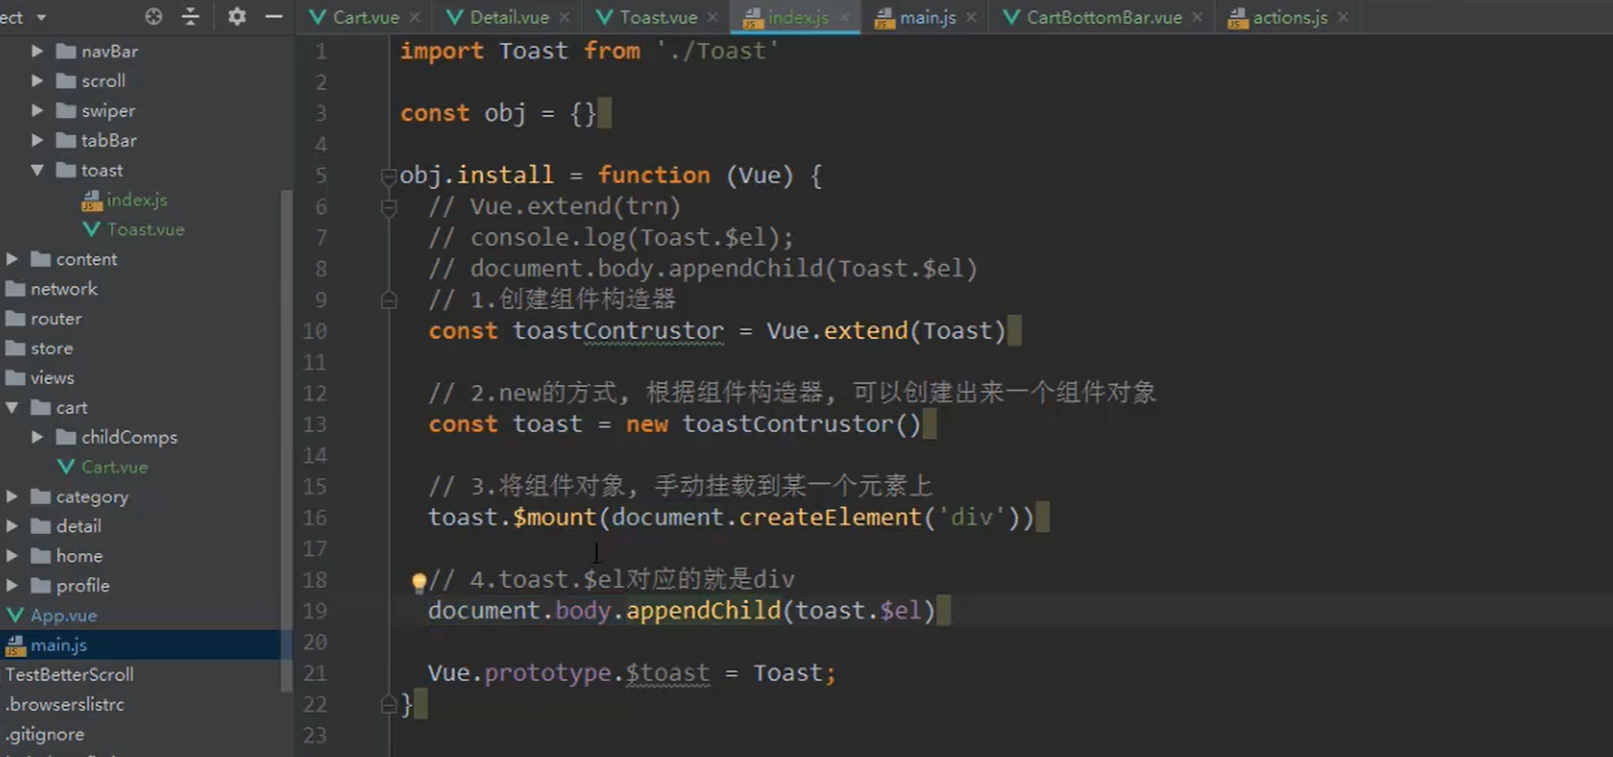 ect
Cart.vue
Detail.vue
Toast.vue
index.js
main.js
CartBottomBar.vue
actions.js
navBar
scroll
swiper
tabBar
toast
index.js
Toast.vue
content
network
router
store
views
cart
childComps
Cart.vue
category
detail
home
profile
App.vue
main.js
TestBetterScroll
.browserslistrc
.gitignore
1 import Toast from './Toast'
2
3 const obj = {}
4
5 obj.install = function (Vue) {
6 // Vue.extend(trn)
7 // console.log(Toast.$el);
8 // document.body.appendChild(Toast.$el)
9 // 1.创建组件构造器
10 const toastContrustor = Vue.extend(Toast)
11
12 // 2.new的方式, 根据组件构造器, 可以创建出来一个组件对象
13 const toast = new toastContrustor()
14
15 // 3.将组件对象, 手动挂载到某一个元素上
16 toast.$mount(document.createElement('div'))
17
18 // 4.toast.$el对应的就是div
19 document.body.appendChild(toast.$el)
20
21 Vue.prototype.$toast = Toast;
22 }
23